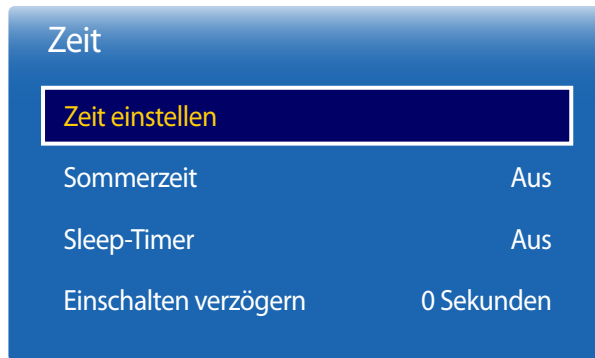 Zeit
Zeit einstellen
Sommerzeit Aus
Sleep-Timer Aus
Einschalten verzögern 0 Sekunden